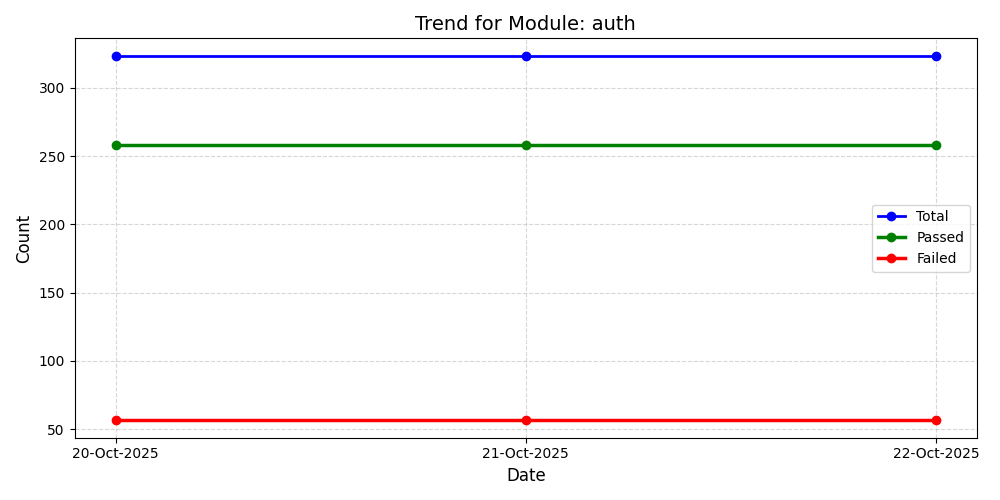 Trend for Module: auth
300
250
200
150
100
50
Count
Total
Passed
Failed
20-Oct-2025
21-Oct-2025
22-Oct-2025
Date